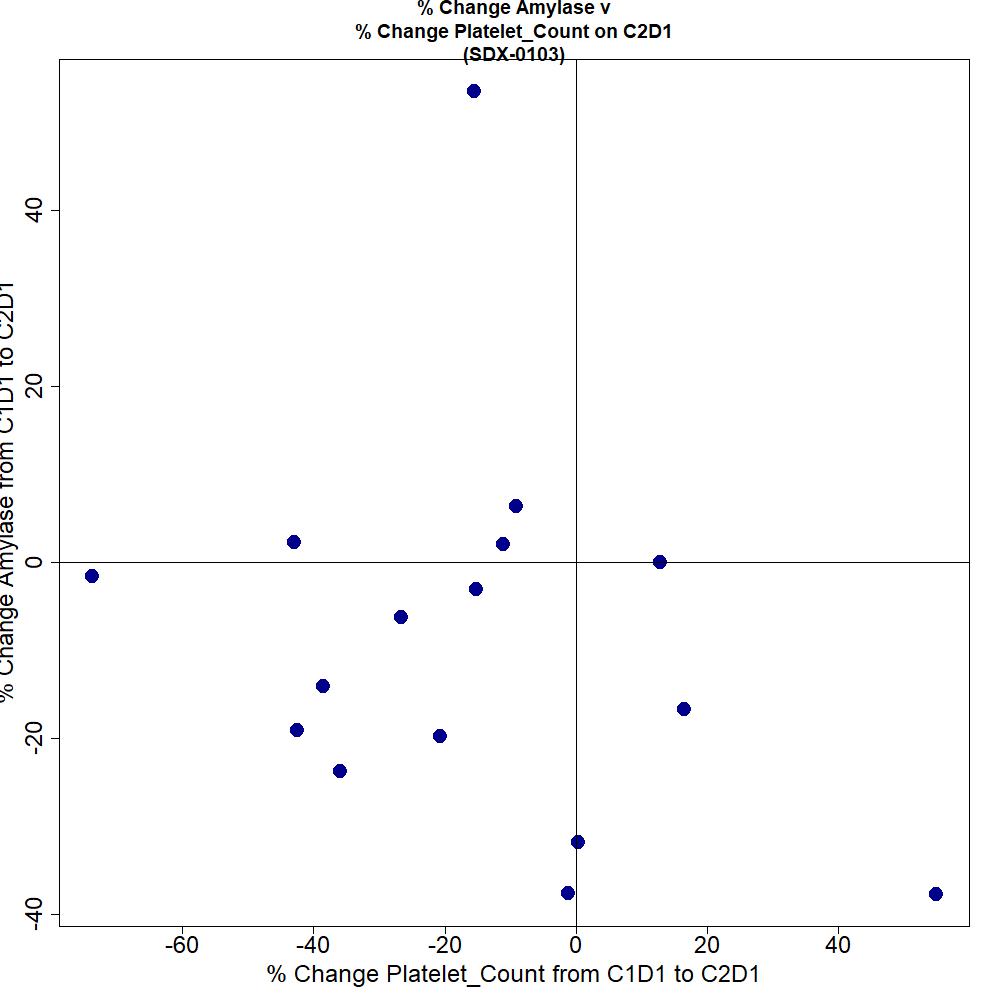 % Change Amylase v
% Change Platelet_Count on C2D1
(SDX-0103)
% Change Amylase from C1D1 to C2D1
40
20
0
-20
-40
-60
-40
-20
0
20
40
% Change Platelet_Count from C1D1 to C2D1